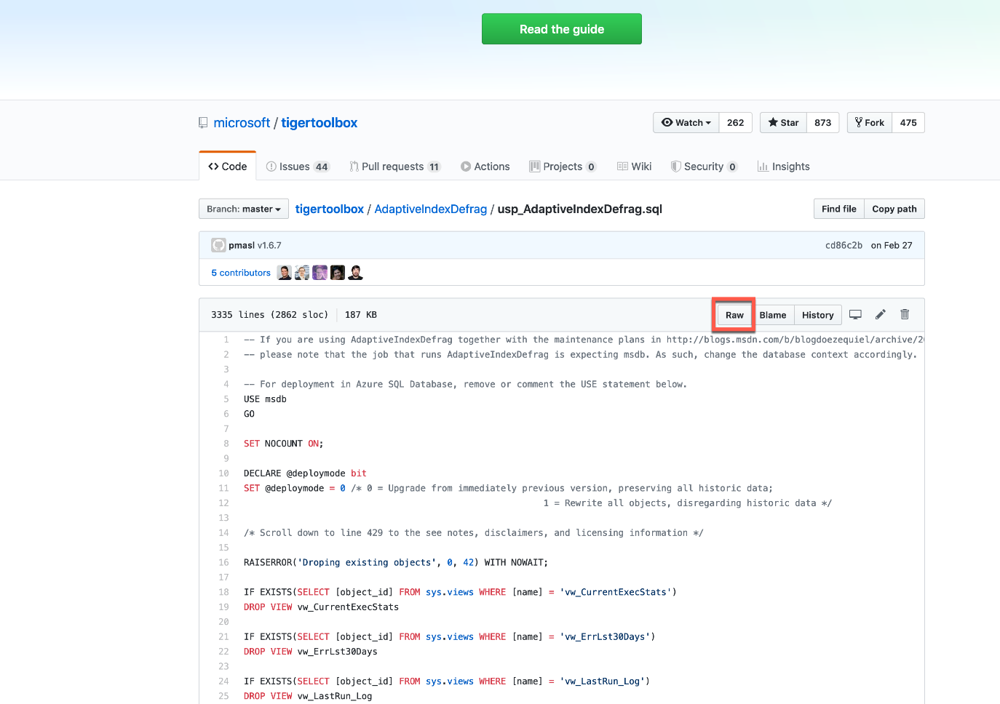 Read the guide
microsoft / tigertoolbox
Watch 262 Star 873 Fork 475
Code Issues 44 Pull requests 11 Actions Projects 0 Wiki Security 0 Insights
Branch: master tigertoolbox / AdaptiveIndexDefrag / usp_AdaptiveIndexDefrag.sql Find file Copy path
pmasl v1.6.7 cd86c2b on Feb 27
5 contributors
3335 lines (2862 sloc) 187 KB Raw Blame History
1 -- If you are using AdaptiveIndexDefrag together with the maintenance plans in http://blogs.msdn.com/b/blogdoezequiel/archive/2
2 -- please note that the job that runs AdaptiveIndexDefrag is expecting msdb. As such, change the database context accordingly.
3
4 -- For deployment in Azure SQL Database, remove or comment the USE statement below.
5 USE msdb
6 GO
7
8 SET NOCOUNT ON;
9
10 DECLARE @deploymode bit
11 SET @deploymode = 0 /* 0 = Upgrade from immediately previous version, preserving all historic data;
12 1 = Rewrite all objects, disregarding historic data */
13
14 /* Scroll down to line 429 to the see notes, disclaimers, and licensing information */
15
16 RAISERROR('Droping existing objects', 0, 42) WITH NOWAIT;
17
18 IF EXISTS(SELECT [object_id] FROM sys.views WHERE [name] = 'vw_CurrentExecStats')
19 DROP VIEW vw_CurrentExecStats
20
21 IF EXISTS(SELECT [object_id] FROM sys.views WHERE [name] = 'vw_ErrLst30Days')
22 DROP VIEW vw_ErrLst30Days
23
24 IF EXISTS(SELECT [object_id] FROM sys.views WHERE [name] = 'vw_LastRun_Log')
25 DROP VIEW vw_LastRun_Log